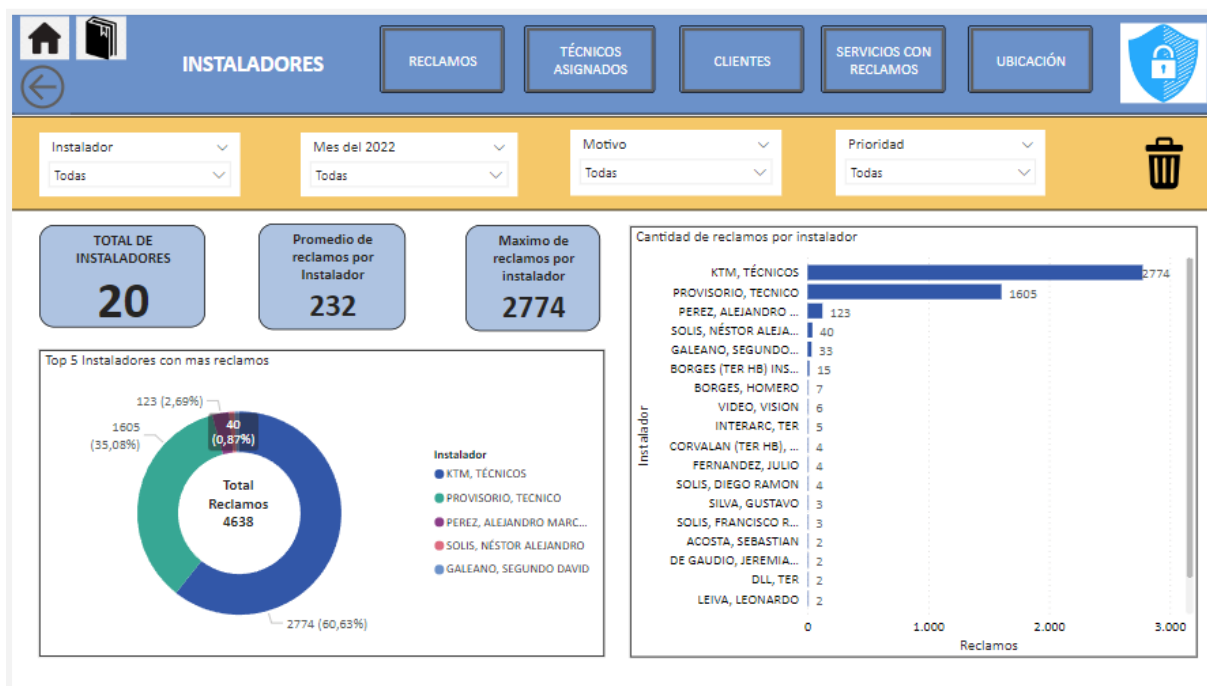 INSTALADORES
RECLAMOS
TÉCNICOS
ASIGNADOS
CLIENTES
SERVICIOS CON
RECLAMOS
UBICACIÓN
Instalador
Todas
Mes del 2022
Todas
Motivo
Todas
Prioridad
Todas
TOTAL DE
INSTALADORES
20
Promedio de
reclamos por
Instalador
232
Maximo de
reclamos por
instalador
2774
Top 5 Instaladores con mas reclamos
123 (2,69%)
1605
(35,08%)
40
(0,87%)
Total
Reclamos
4638
2774 (60,63%)
Instalador
KTM, TÉCNICOS
PROVISORIO, TECNICO
PEREZ, ALEJANDRO MARC...
SOLIS, NÉSTOR ALEJANDRO
GALEANO, SEGUNDO DAVID
Cantidad de reclamos por instalador
Instalador
KTM, TÉCNICOS 2774
PROVISORIO, TECNICO 1605
PEREZ, ALEJANDRO ... 123
SOLIS, NÉSTOR ALEJA... 40
GALEANO, SEGUNDO... 33
BORGES (TER HB) INS... 15
BORGES, HOMERO 7
VIDEO, VISION 6
INTERARC, TER 5
CORVALAN (TER HB), ... 4
FERNANDEZ, JULIO 4
SOLIS, DIEGO RAMON 4
SILVA, GUSTAVO 3
SOLIS, FRANCISCO R... 3
ACOSTA, SEBASTIAN 2
DE GAUDIO, JEREMIA... 2
DLL, TER 2
LEIVA, LEONARDO 2
0 1.000 2.000 3.000
Reclamos